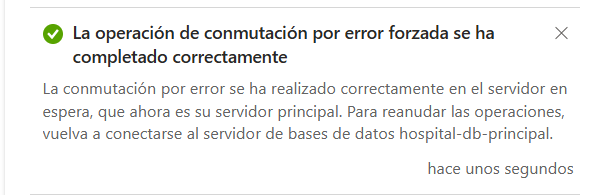 La operación de conmutación por error forzada se ha
completado correctamente
La conmutación por error se ha realizado correctamente en el servidor en
espera, que ahora es su servidor principal. Para reanudar las operaciones,
vuelva a conectarse al servidor de bases de datos hospital-db-principal.
hace unos segundos